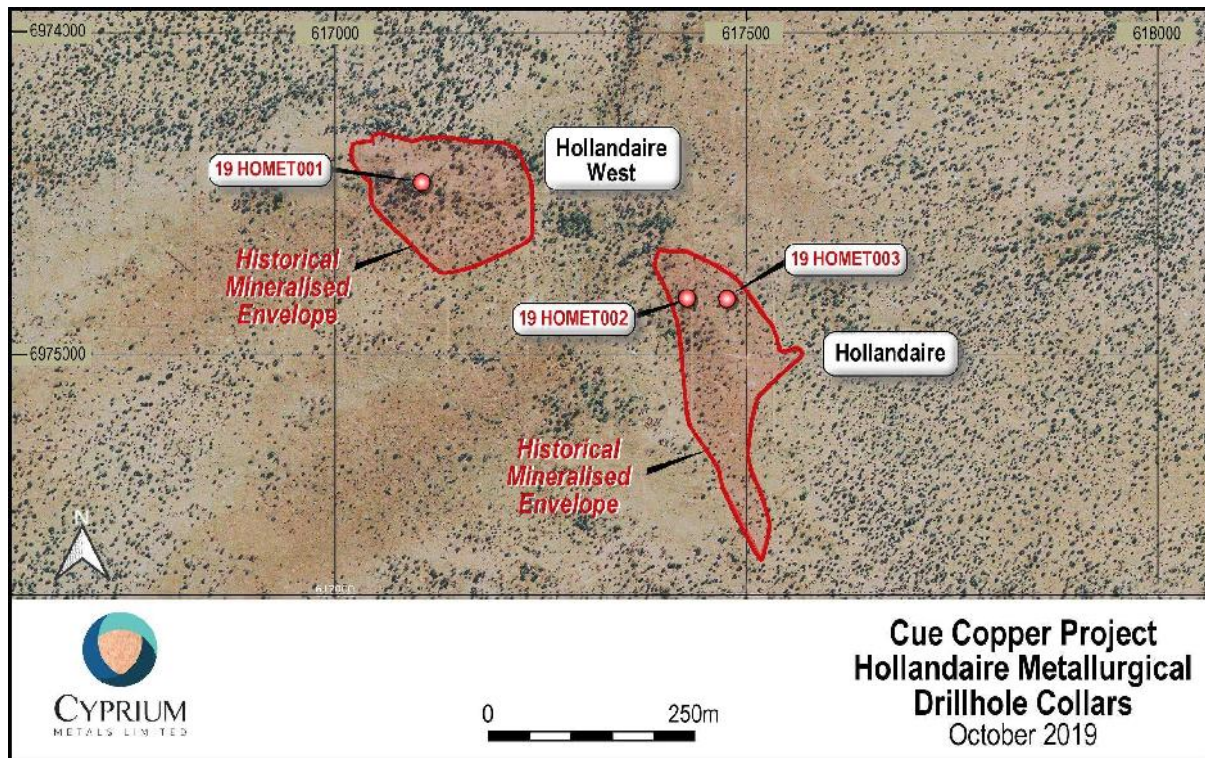 6974000
617000
617500
618000
Hollandaire
West
19 HOMET001
Historical
Mineralised
Envelope
19 HOMET003
19 HOMET002
6975000
Hollandaire
Historical
Mineralised
Envelope
N
617000
CYPRIUM
METALS LIMITED
0 250m
Cue Copper Project
Hollandaire Metallurgical
Drillhole Collars
October 2019